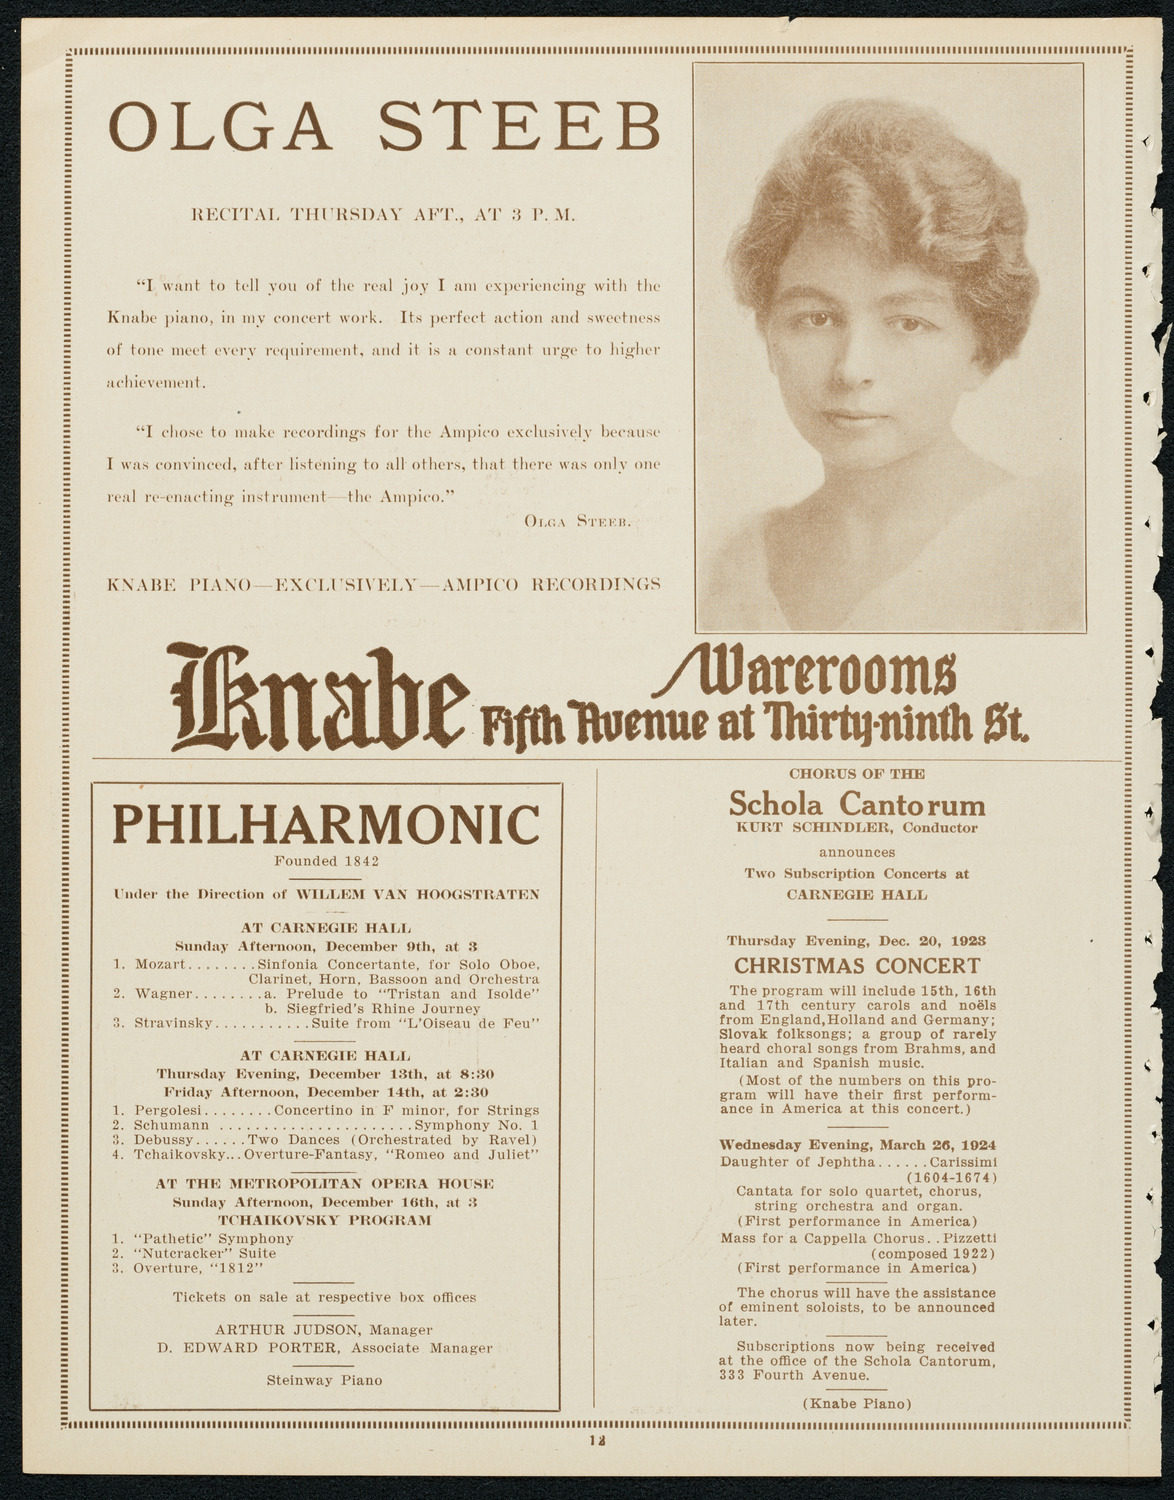 OLGA STEEB
RECITAL THURSDAY AFT., AT 3 P. M.
"I want to tell you of the real joy I am experiencing with the
Knabe piano, in my concert work. Its perfect action and sweetness
of tone meet every requirement, and it is a constant urge to higher
achievement.
"I chose to make recordings for the Ampico exclusively because
I was convinced, after listening to all others, that there was only one
real re-enacting instrument—the Ampico."
OLGA STEEB.
KNABE PIANO—EXCLUSIVELY—AMPICO RECORDINGS
Knabe Warerooms
Fifth Avenue at Thirty-ninth St.
PHILHARMONIC
Founded 1842
Under the Direction of WILLEM VAN HOOGSTRATEN
AT CARNEGIE HALL
Sunday Afternoon, December 9th, at 3
1. Mozart........Sinfonia Concertante, for Solo Oboe,
Clarinet, Horn, Bassoon and Orchestra
2. Wagner........a. Prelude to "Tristan and Isolde"
b. Siegfried's Rhine Journey
3. Stravinsky...........Suite from "L'Oiseau de Feu"
AT CARNEGIE HALL
Thursday Evening, December 13th, at 8:30
Friday Afternoon, December 14th, at 2:30
1. Pergolesi........Concertino in F minor, for Strings
2. Schumann ......................Symphony No. 1
3. Debussy......Two Dances (Orchestrated by Ravel)
4. Tchaikovsky...Overture-Fantasy, "Romeo and Juliet"
AT THE METROPOLITAN OPERA HOUSE
Sunday Afternoon, December 16th, at 3
TCHAIKOVSKY PROGRAM
1. "Pathetic" Symphony
2. "Nutcracker" Suite
3. Overture, "1812"
Tickets on sale at respective box offices
ARTHUR JUDSON, Manager
D. EDWARD PORTER, Associate Manager
Steinway Piano
CHORUS OF THE
Schola Cantorum
KURT SCHINDLER, Conductor
announces
Two Subscription Concerts at
CARNEGIE HALL
Thursday Evening, Dec. 20, 1923
CHRISTMAS CONCERT
The program will include 15th, 16th
and 17th century carols and noëls
from England, Holland and Germany;
Slovak folksongs; a group of rarely
heard choral songs from Brahms, and
Italian and Spanish music.
(Most of the numbers on this pro-
gram will have their first perform-
ance in America at this concert.)
Wednesday Evening, March 26, 1924
Daughter of Jephtha......Carissimi
(1604-1674)
Cantata for solo quartet, chorus,
string orchestra and organ.
(First performance in America)
Mass for a Cappella Chorus..Pizzetti
(composed 1922)
(First performance in America)
The chorus will have the assistance
of eminent soloists, to be announced
later.
Subscriptions now being received
at the office of the Schola Cantorum,
333 Fourth Avenue.
(Knabe Piano)